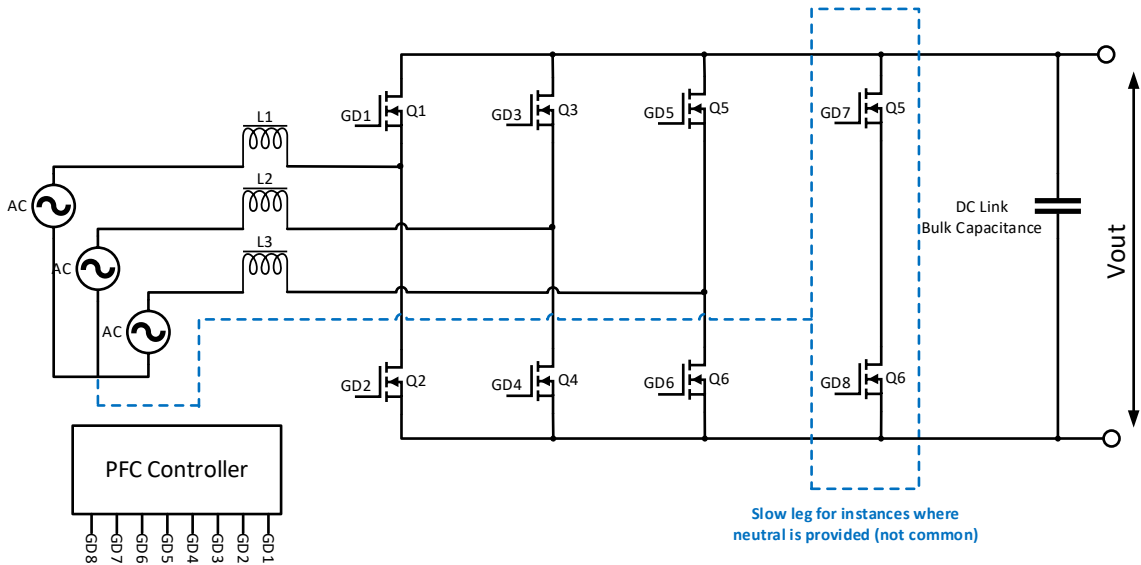 GD1
Q1
GD3
Q3
GD5
Q5
GD7
Q5
L1
L2
L3
AC
AC
AC
DC Link
Bulk Capacitance
Vout
GD2
Q2
GD4
Q4
GD6
Q6
GD8
Q6
PFC Controller
GD8
GD7
GD6
GD5
GD4
GD3
GD2
GD1
Slow leg for instances where
neutral is provided (not common)